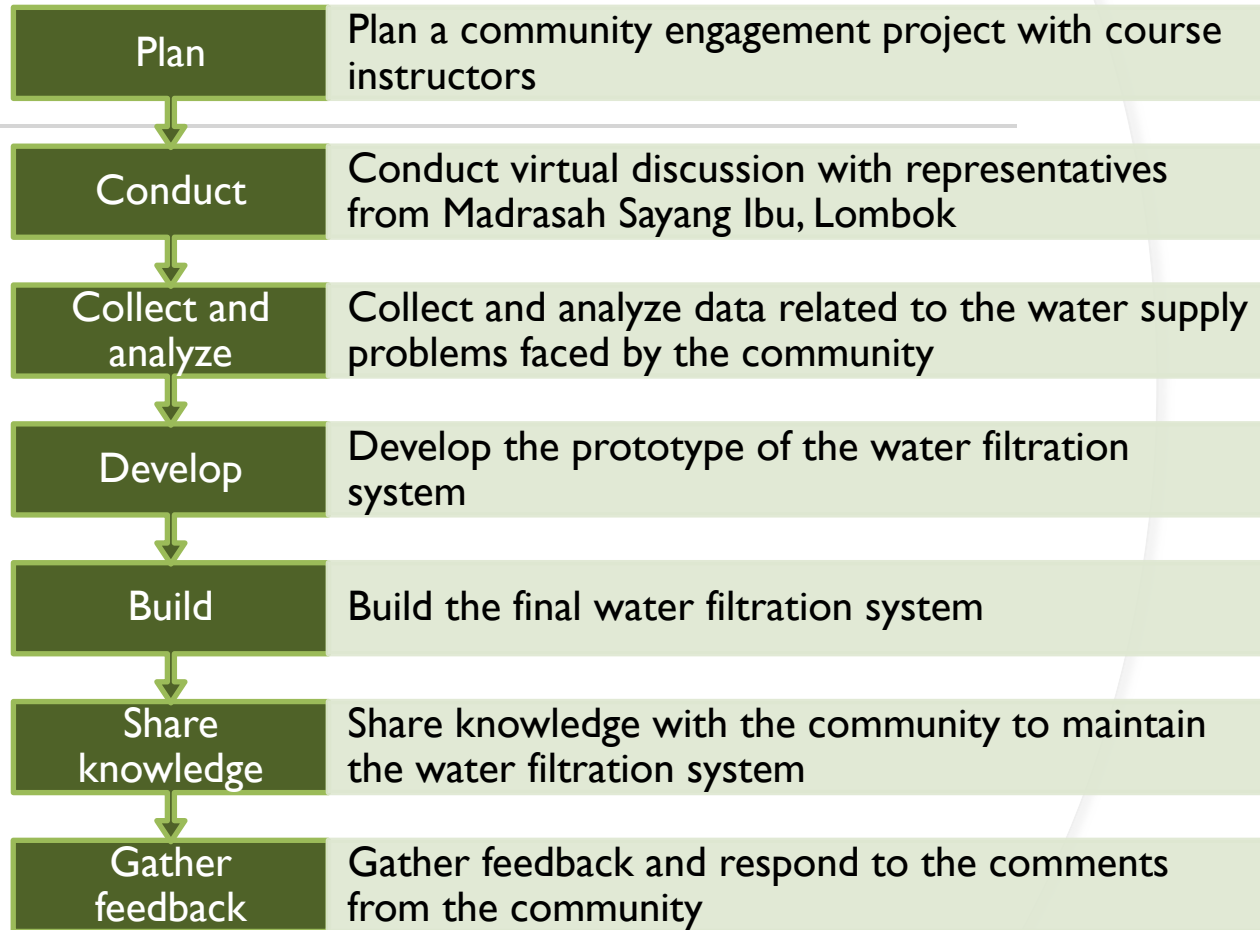 Plan
Plan a community engagement project with course
instructors
Conduct
Conduct virtual discussion with representatives
from Madrasah Sayang Ibu, Lombok
Collect and
analyze
Collect and analyze data related to the water supply
problems faced by the community
Develop
Develop the prototype of the water filtration
system
Build
Build the final water filtration system
Share
knowledge
Share knowledge with the community to maintain
the water filtration system
Gather
feedback
Gather feedback and respond to the comments
from the community